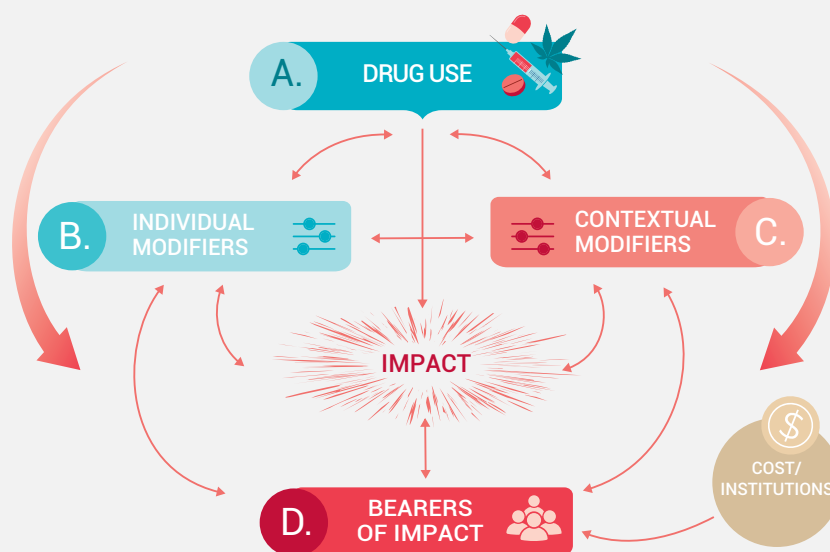 A.
DRUG USE
B.
INDIVIDUAL
MODIFIERS
CONTEXTUAL
MODIFIERS
C.
IMPACT
$
COST/
INSTITUTIONS
D.
BEARERS
OF IMPACT